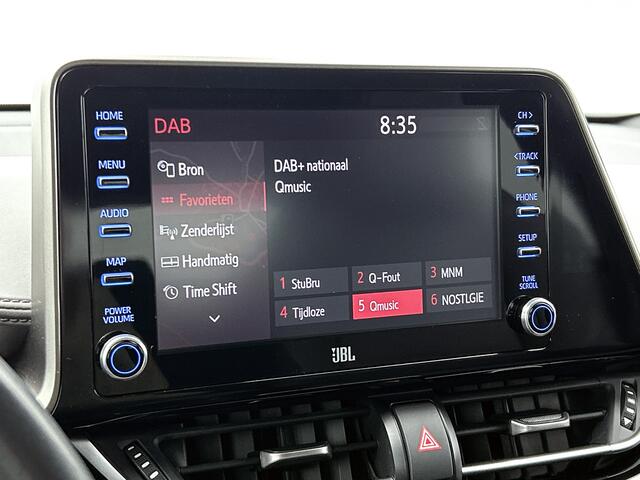 HOME
MENU
AUDIO
MAP
POWER
VOLUME
DAB
8:35
Bron
Favorieten
Zenderlijst
Handmatig
Time Shift
DAB+ nationaal
Qmusic
1 StuBru
2 Q-Fout
3 MNM
4 Tijdloze
5 Qmusic
6 NOSTLGIE
CH>
<TRACK
PHONE
SETUP
TUNE
SCROLL
JBL